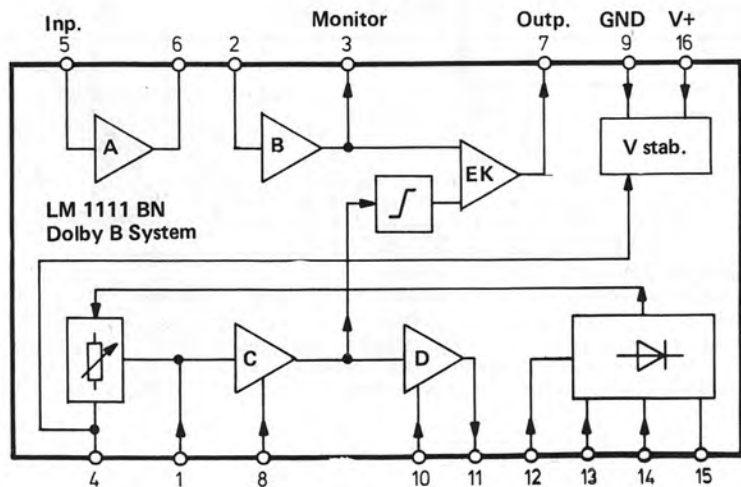 Inp. Monitor Outp. GND V+
5 6 2 3 7 9 16
A B EK V stab.
LM 1111 BN
Dolby B System
C D
4 1 8 10 11 12 13 14 15